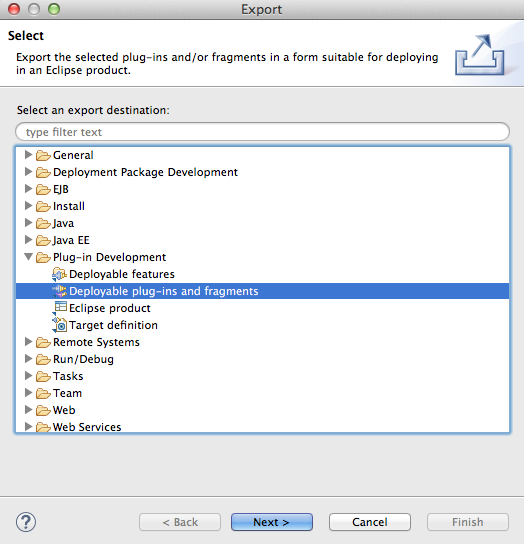 Export
Select
Export the selected plug-ins and/or fragments in a form suitable for deploying
in an Eclipse product.
Select an export destination:
type filter text
General
Deployment Package Development
EJB
Install
Java
Java EE
Plug-in Development
Deployable features
Deployable plug-ins and fragments
Eclipse product
Target definition
Remote Systems
Run/Debug
Tasks
Team
Web
Web Services
?
< Back
Next >
Cancel
Finish